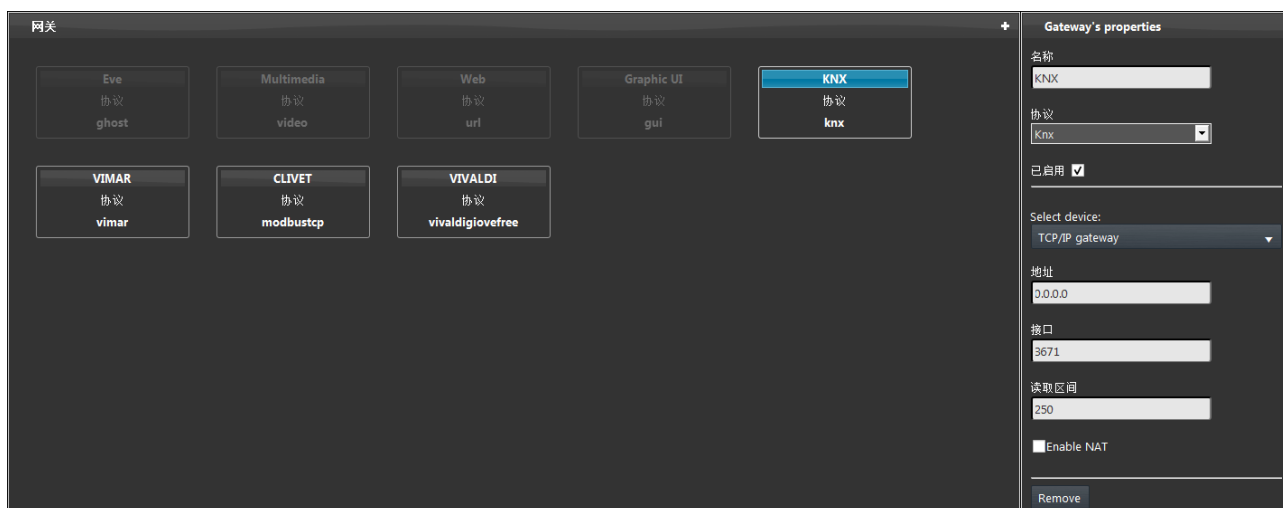 网关
+
Eve
协议
ghost
Multimedia
协议
video
Web
协议
url
Graphic UI
协议
gui
KNX
协议
knx
VIMAR
协议
vimar
CLIVET
协议
modbustcp
VIVALDI
协议
vivaldigiovefree
Gateway's properties
名称
KNX
协议
Knx
已启用
Select device:
TCP/IP gateway
地址
0.0.0.0
接口
3671
读取区间
250
Enable NAT
Remove